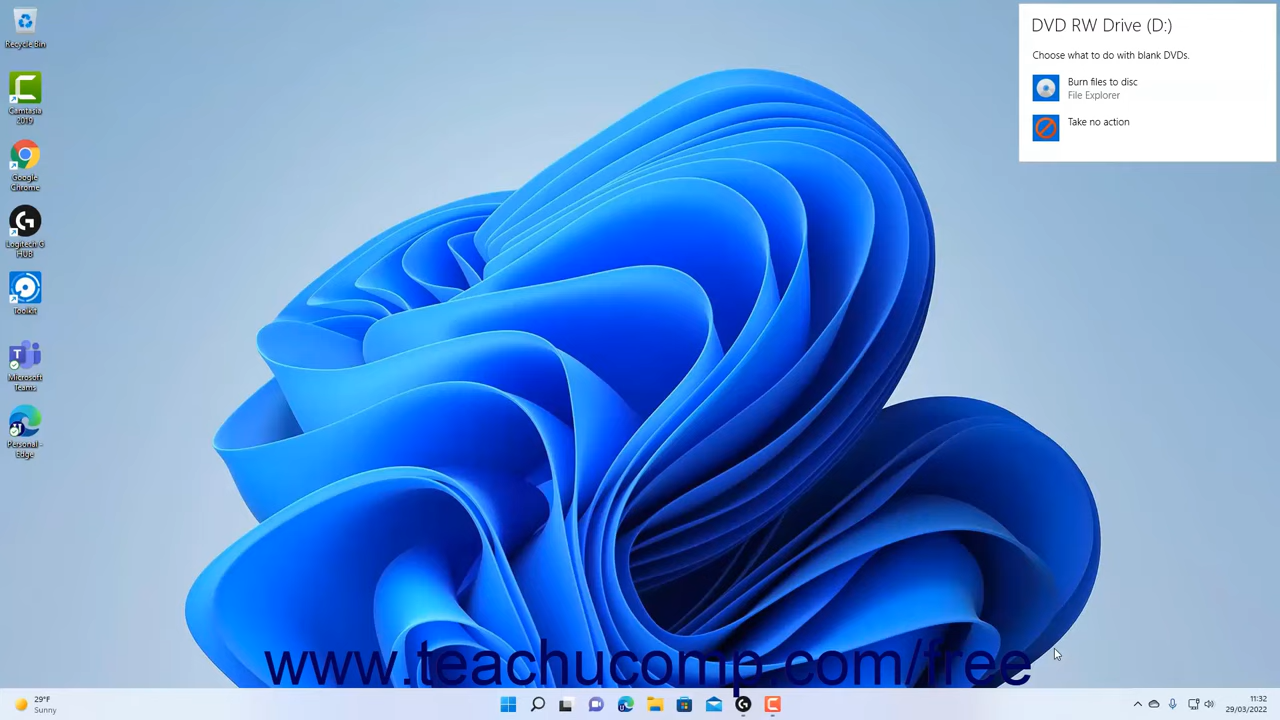 Recycle Bin
Camtasia
2019
Google
Chrome
Logitech G
HUB
Toolkit
Microsoft
Teams
Personal -
Edge
DVD RW Drive (D:)
Choose what to do with blank DVDs.
Burn files to disc
File Explorer
Take no action
www.teachucomp.com/free
29°F
Sunny
11:32
29/03/2022